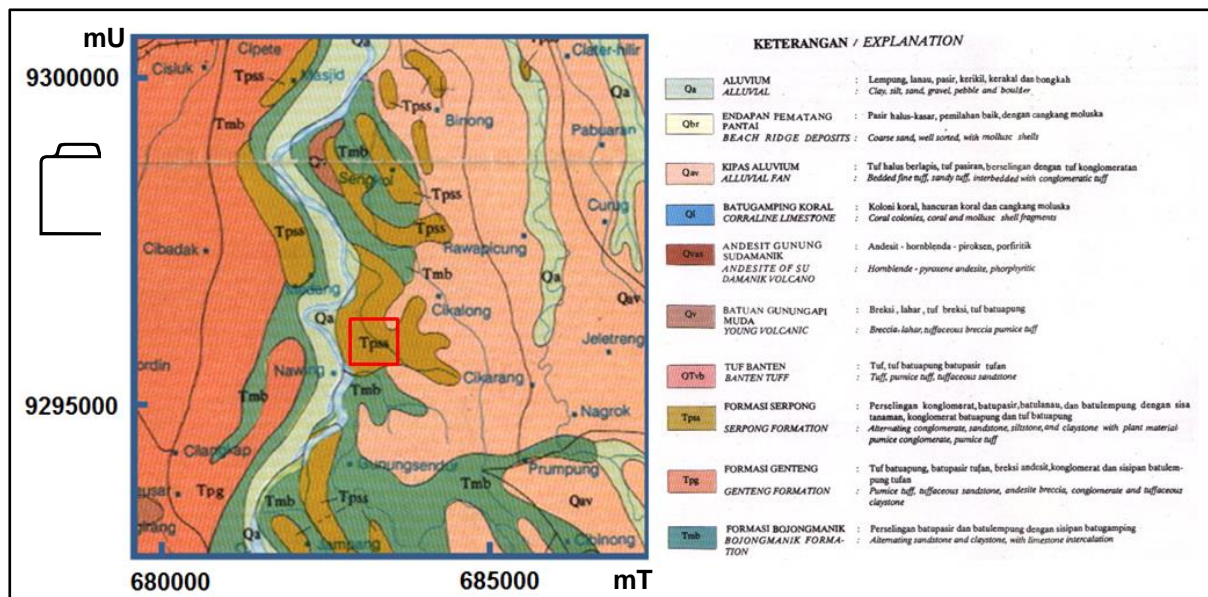 mU
9300000
9295000
680000
685000
mT
Cipete
Cisluk
Tpss
Masjid
Qa
Tpss
Binong
Clater-hilir
Qa
Pabuaran
Tmb
Tmb
Sengkol
Tpss
Curug
Cibadak
Tpss
Tpss
Rawapicung
Tmb
Qa
Qav
Cikalong
Qa
Tpss
Jeletreng
Nawing
Tmb
Cikarang
Nagrok
Tmb
Cilangkap
Gunungsendur
Prumpung
Tpg
Tmb
Tpss
Tmb
Qav
Qa
Jampang
Cibinong
KETERANGAN / EXPLANATION
Qa ALUVIUM : Lempung, lanau, pasir, kerikil, kerakal dan bongkah
ALLUVIAL : Clay, silt, sand, gravel, pebble and boulder
Qbr ENDAPAN PEMATANG PANTAI : Pasir halus-kasar, pemilahan baik, dengan cangkang moluska
BEACH RIDGE DEPOSITS : Coarse sand, well sorted, with mollusc shells
Qav KIPAS ALUVIUM : Tuf halus berlapis, tuf pasiran, berselingan dengan tuf konglomeratan
ALLUVIAL FAN : Bedded fine tuff, sandy tuff, interbedded with conglomeratic tuff
Ql BATUGAMPING KORAL : Koloni koral, hancuran koral dan cangkang moluska
CORRALINE LIMESTONE : Coral colonies, coral and mollusc shell fragments
Qvas ANDESIT GUNUNG SUDAMANIK : Andesit - hornblenda - piroksen, porfiritik
ANDESITE OF SU DAMANIK VOLCANO : Hornblende - pyroxene andesite, phorphyritic
Qv BATUAN GUNUNGAPI MUDA : Breksi, lahar, tuf breksi, tuf batuapung
YOUNG VOLCANIC : Breccia, lahar, tuffaceous breccia pumice tuff
QTvb TUF BANTEN : Tuf, tuf batuapung batupasir tufan
BANTEN TUFF : Tuff, pumice tuff, tuffaceous sandstone
Tpss FORMASI SERPONG : Perselingan konglomerat, batupasir, batulanau, dan batulempung dengan sisa
tanaman, konglomerat batuapung dan tuf batuapung
SERPONG FORMATION : Alternating conglomerate, sandstone, siltstone, and claystone with plant material
pumice conglomerate, pumice tuff
Tpg FORMASI GENTENG : Tuf batuapung, batupasir tufan, breksi andesit, konglomerat dan sisipan batulem-
pung tufan
GENTENG FORMATION : Pumice tuff, tuffaceous sandstone, andesite breccia, conglomerate and tuffaceous
claystone
Tmb FORMASI BOJONGMANIK : Perselingan batupasir dan batulempung dengan sisipan batugamping
BOJONGMANIK FORMA- : Alternating sandstone and claystone, with limestone intercalation
TION